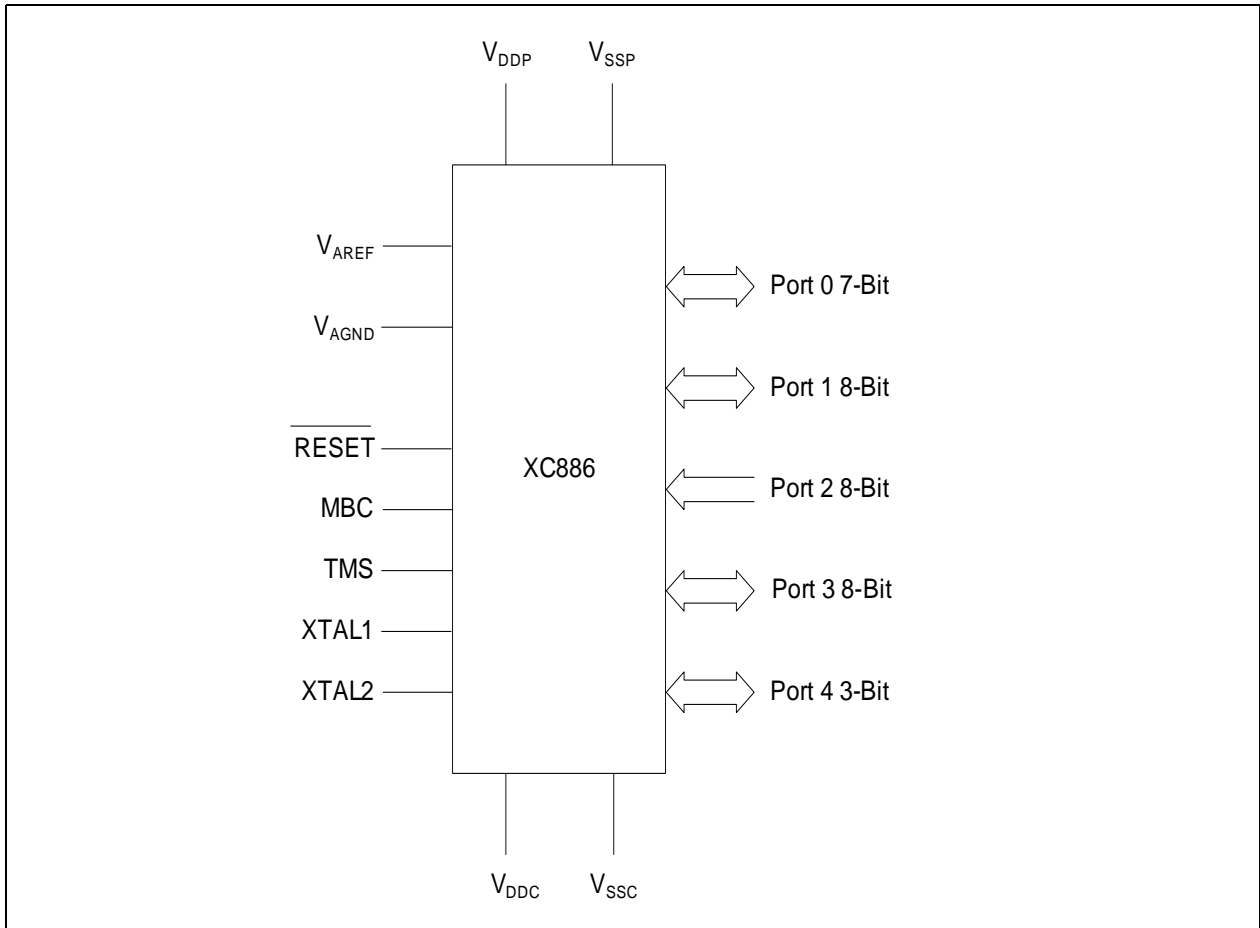 VDDP VSSP
VAREF
VAGND
RESET
MBC
TMS
XTAL1
XTAL2
XC886
Port 0 7-Bit
Port 1 8-Bit
Port 2 8-Bit
Port 3 8-Bit
Port 4 3-Bit
VDDC VSSC